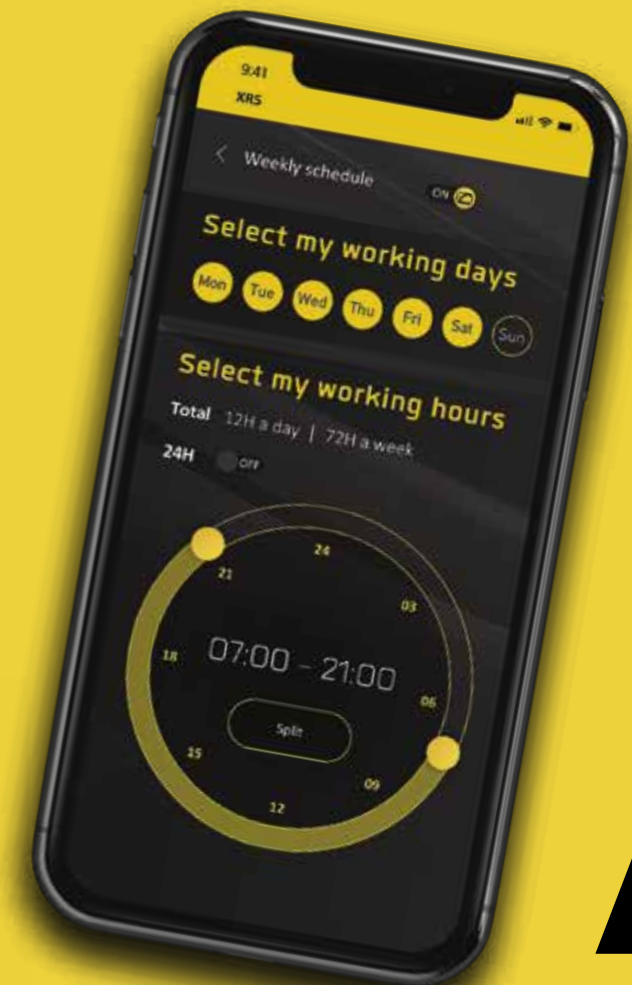 9:41
XRS
Weekly schedule ON
Select my working days
Mon Tue Wed Thu Fri Sat Sun
Select my working hours
Total 12H a day | 72H a week
24H OFF
24
21 03
18 07:00 - 21:00 06
Split
15 09
12